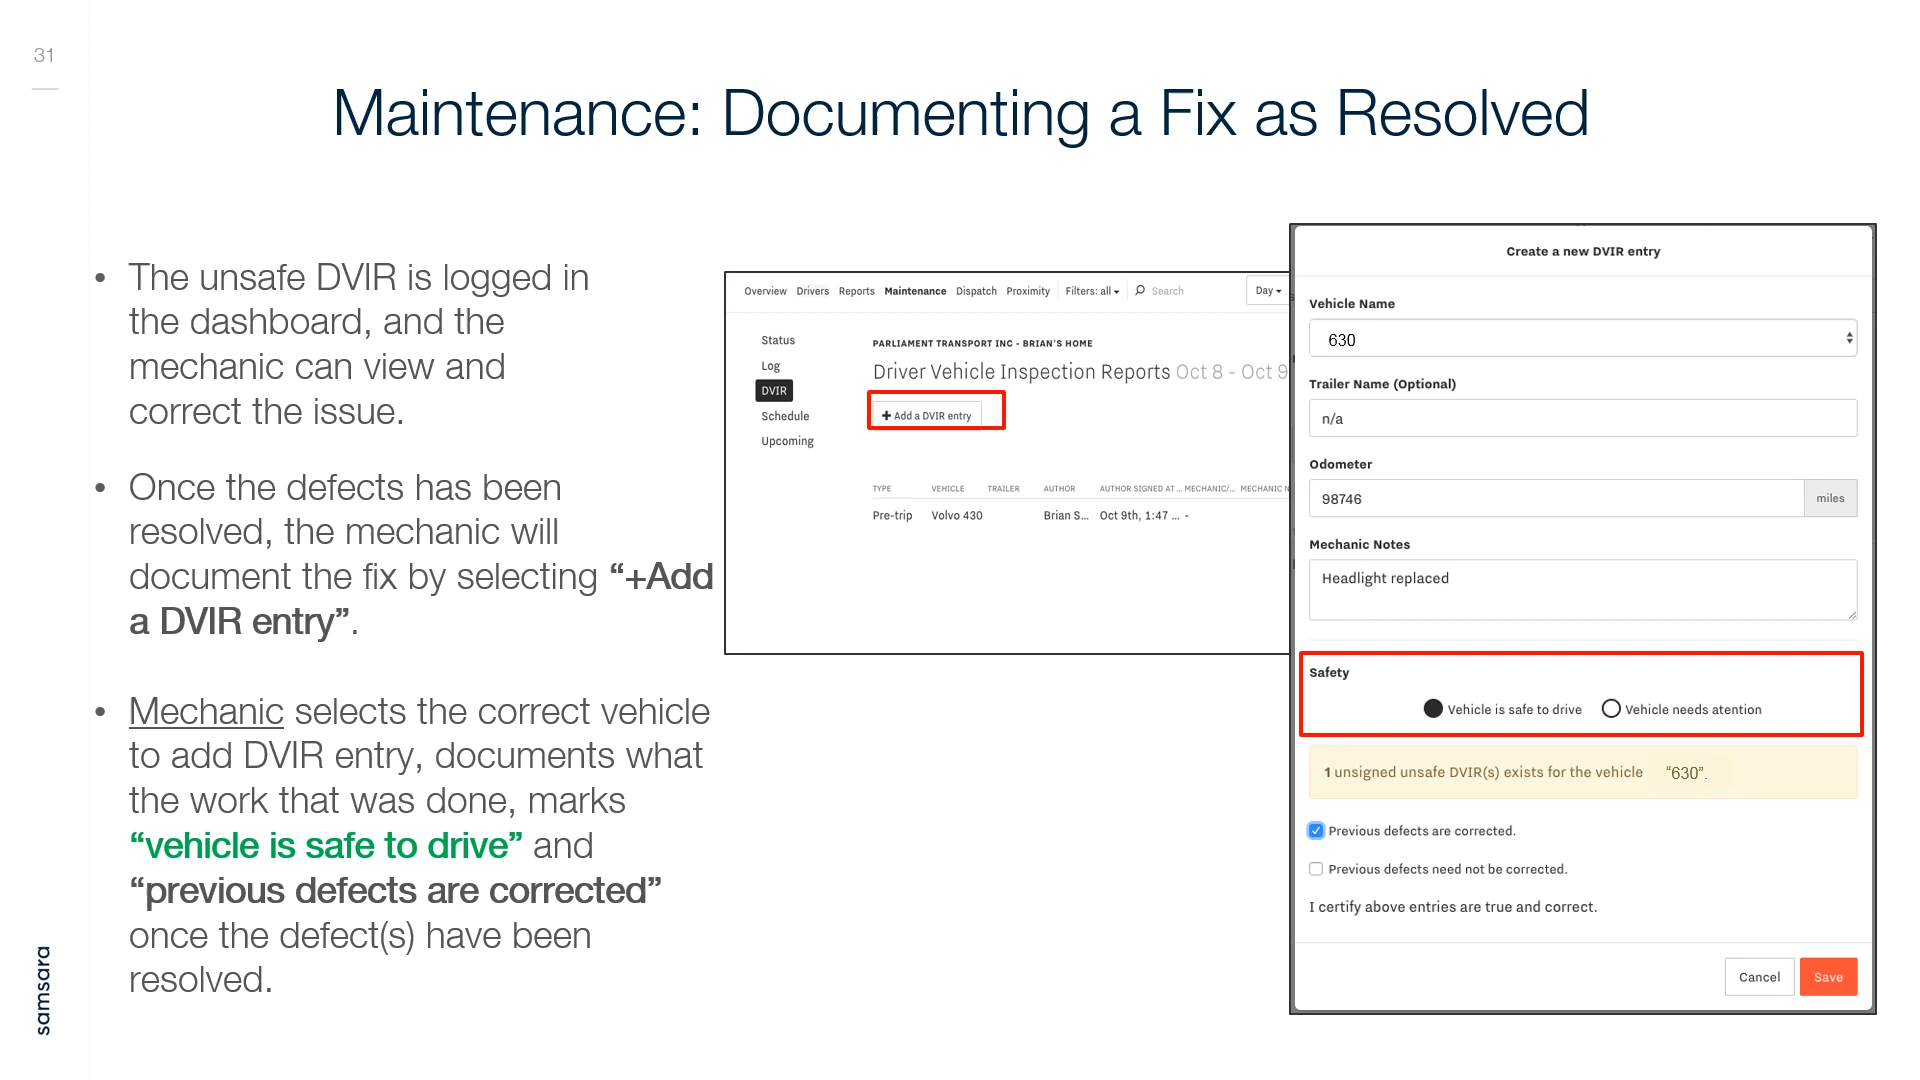 31
Maintenance: Documenting a Fix as Resolved
• The unsafe DVIR is logged in
the dashboard, and the
mechanic can view and
correct the issue.
• Once the defects has been
resolved, the mechanic will
document the fix by selecting “+Add
a DVIR entry”.
• Mechanic selects the correct vehicle
to add DVIR entry, documents what
the work that was done, marks
“vehicle is safe to drive” and
“previous defects are corrected”
once the defect(s) have been
resolved.
samsara
Overview Drivers Reports Maintenance Dispatch Proximity Filters: all Search Day
Status
Log
DVIR
Schedule
Upcoming
PARLIAMENT TRANSPORT INC - BRIAN'S HOME
Driver Vehicle Inspection Reports Oct 8 - Oct 9
+ Add a DVIR entry
TYPE VEHICLE TRAILER AUTHOR AUTHOR SIGNED AT ... MECHANIC/... MECHANIC N
Pre-trip Volvo 430 Brian S... Oct 9th, 1:47 ... -
Create a new DVIR entry
Vehicle Name
630
Trailer Name (Optional)
n/a
Odometer
98746 miles
Mechanic Notes
Headlight replaced
Safety
Vehicle is safe to drive Vehicle needs atention
1 unsigned unsafe DVIR(s) exists for the vehicle “630”.
Previous defects are corrected.
Previous defects need not be corrected.
I certify above entries are true and correct.
Cancel Save